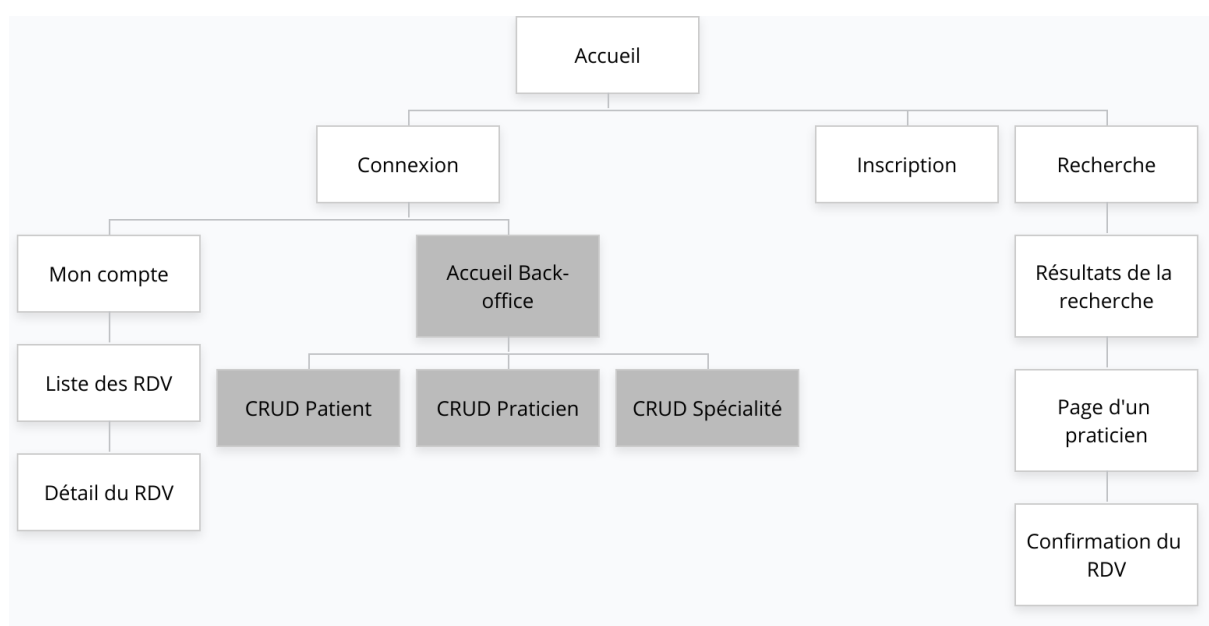 Accueil
Connexion
Inscription
Recherche
Mon compte
Accueil Back-
office
Résultats de la
recherche
Liste des RDV
CRUD Patient
CRUD Praticien
CRUD Spécialité
Page d'un
praticien
Détail du RDV
Confirmation du
RDV